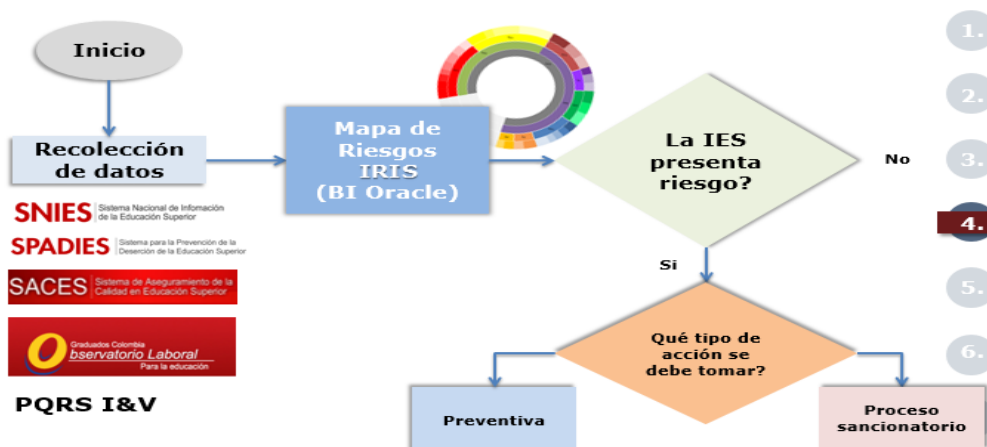 Inicio
Recolección
de datos
SNIES Sistema Nacional de Información
de la Educación Superior
SPADIES Sistema para la Prevención de la
Deserción de la Educación Superior
SACES Sistema de Aseguramiento de la
Calidad en Educación Superior
Graduados Colombia
Observatorio Laboral
Para la educación
PQRS I&V
Mapa de
Riesgos
IRIS
(BI Oracle)
La IES
presenta
riesgo?
No
Si
Qué tipo de
acción se
debe tomar?
Preventiva
Proceso
sancionatorio
1.
2.
3.
4.
5.
6.